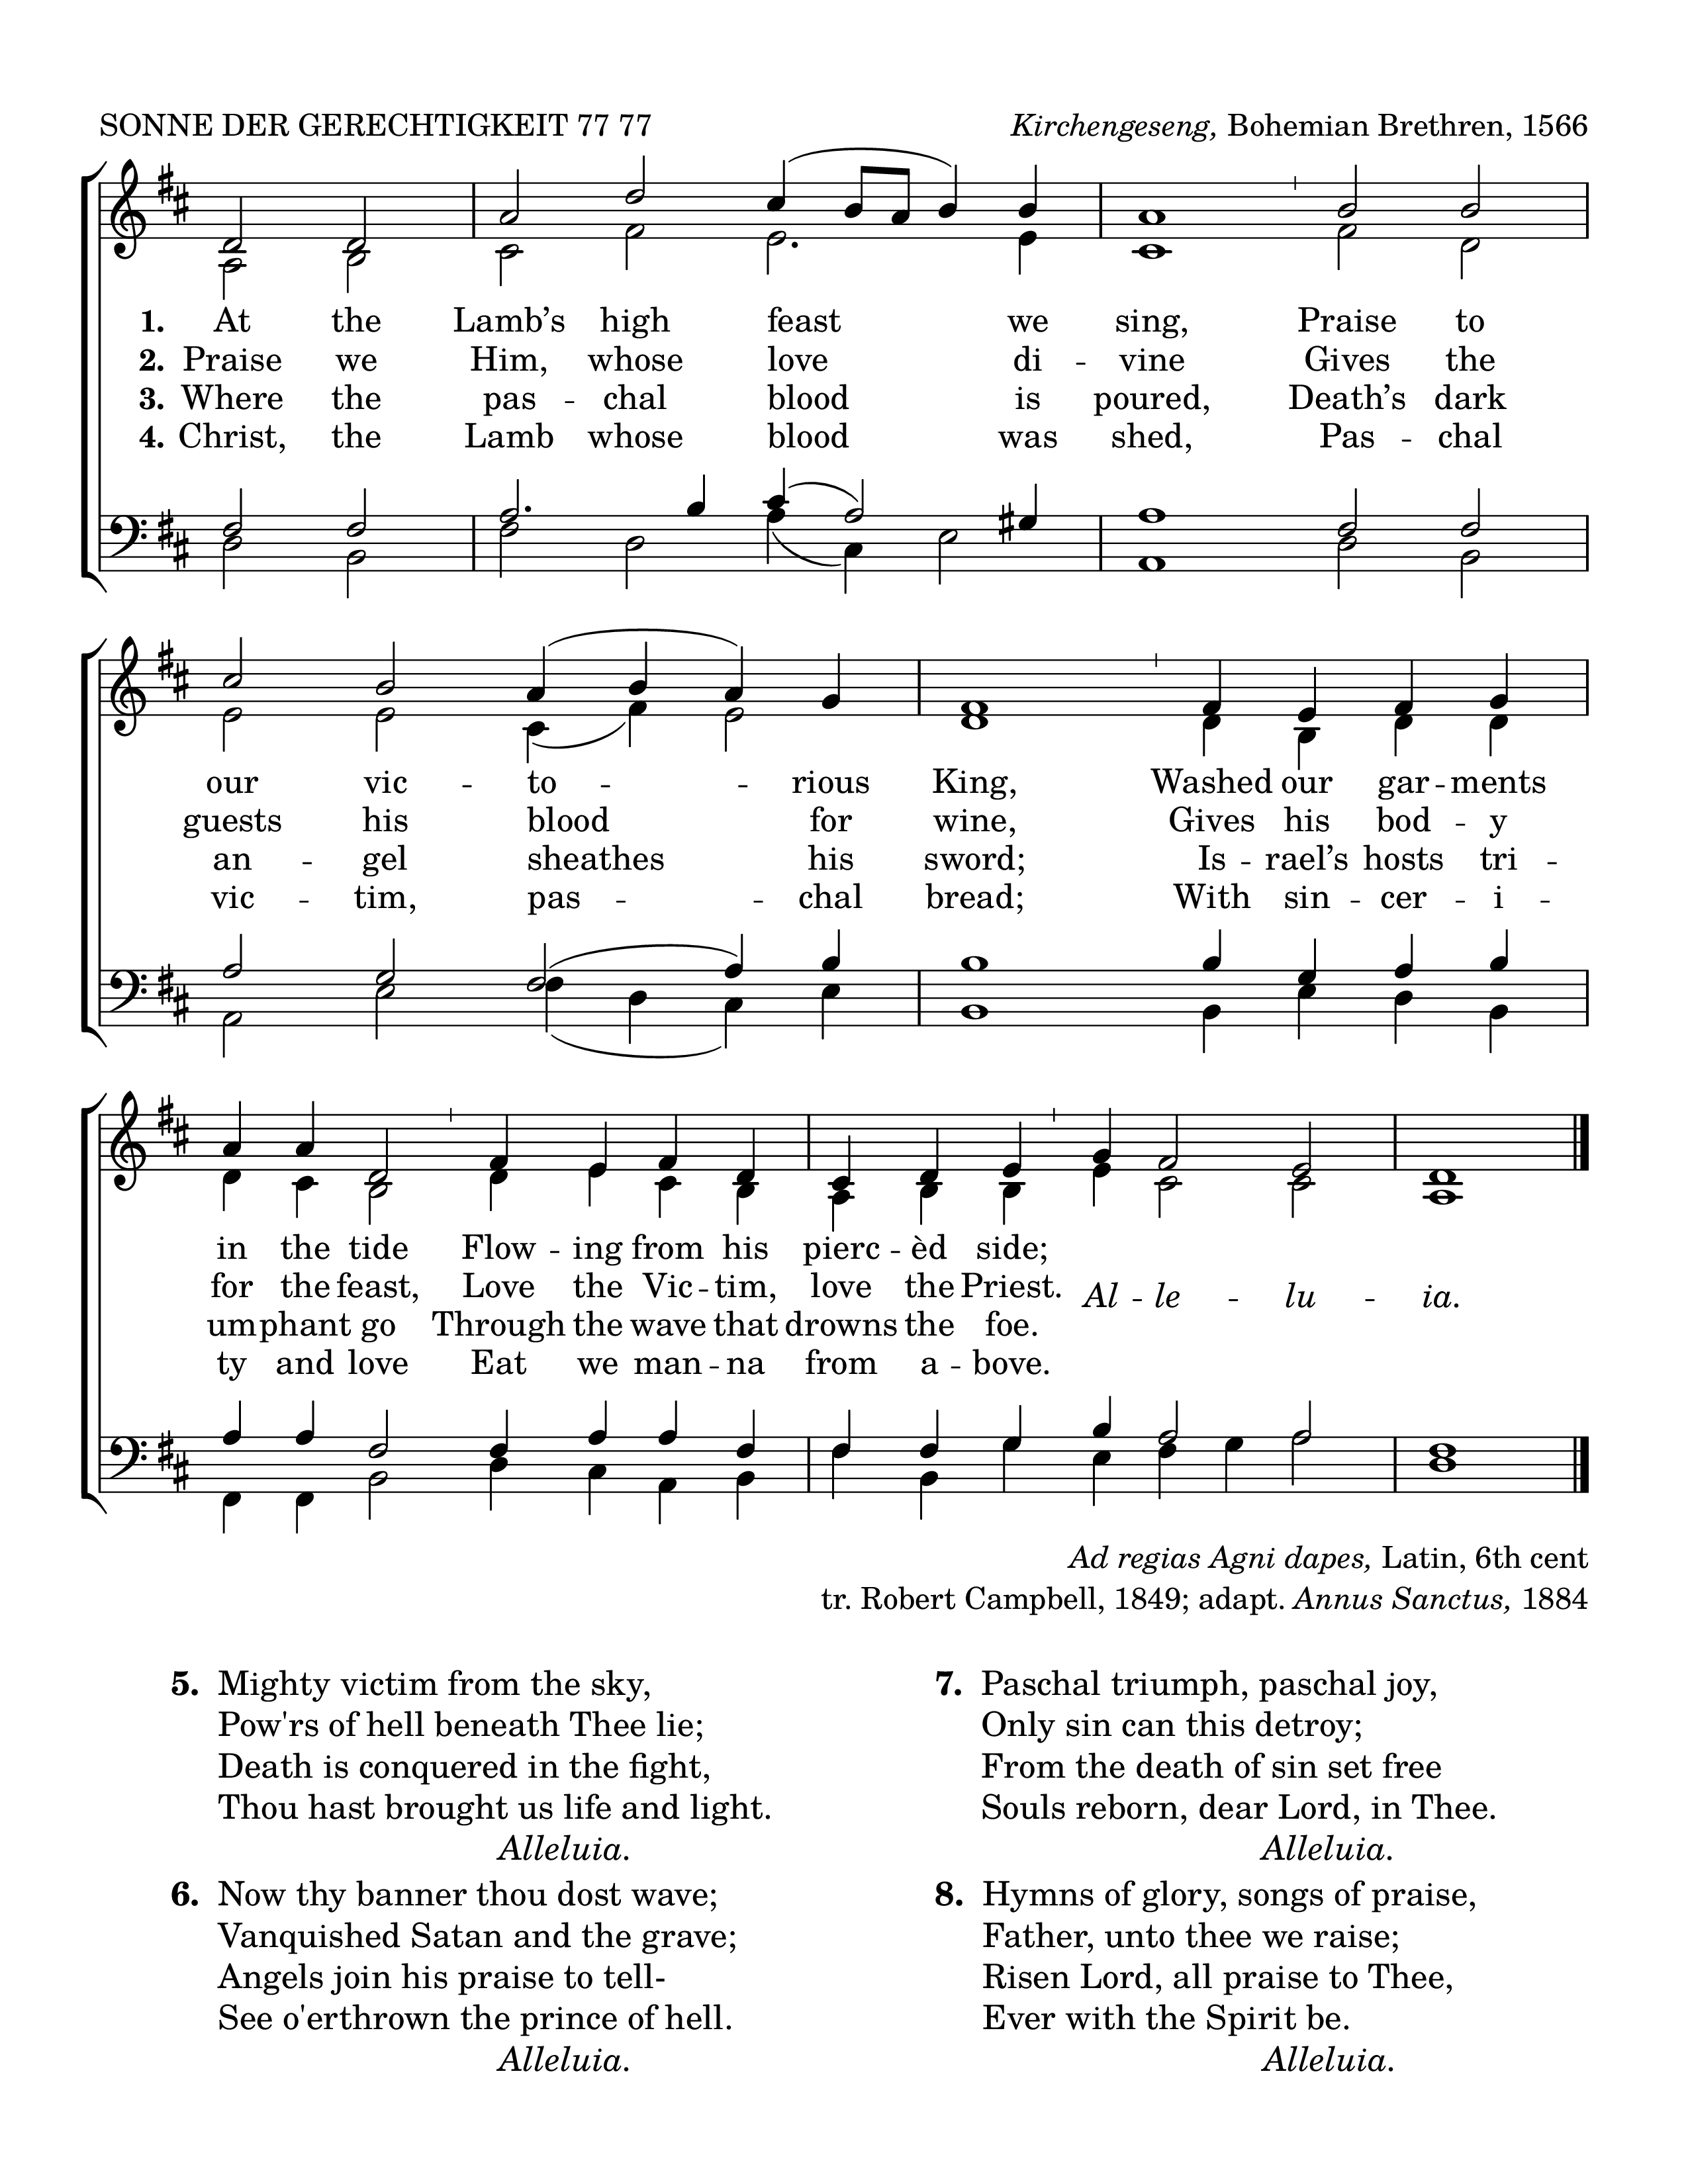 SONNE DER GERECHTIGKEIT 77 77
Kirchengeseng, Bohemian Brethren, 1566
1. At the Lamb’s high feast we sing, Praise to
2. Praise we Him, whose love di - vine Gives the
3. Where the pas - chal blood is poured, Death’s dark
4. Christ, the Lamb whose blood was shed, Pas - chal
our vic - to - rious King, Washed our gar - ments
guests his blood for wine, Gives his bod - y
an - gel sheathes his sword; Is - rael’s hosts tri -
vic - tim, pas - chal bread; With sin - cer - i -
in the tide Flow - ing from his pierc - èd side;
for the feast, Love the Vic - tim, love the Priest.
Al - le - lu - ia.
umphant go Through the wave that drowns the foe.
ty and love Eat we man - na from a - bove.
Ad regias Agni dapes, Latin, 6th cent
tr. Robert Campbell, 1849; adapt. Annus Sanctus, 1884
5. Mighty victim from the sky,
Pow'rs of hell beneath Thee lie;
Death is conquered in the fight,
Thou hast brought us life and light.
Alleluia.
6. Now thy banner thou dost wave;
Vanquished Satan and the grave;
Angels join his praise to tell-
See o'erthrown the prince of hell.
Alleluia.
7. Paschal triumph, paschal joy,
Only sin can this detroy;
From the death of sin set free
Souls reborn, dear Lord, in Thee.
Alleluia.
8. Hymns of glory, songs of praise,
Father, unto thee we raise;
Risen Lord, all praise to Thee,
Ever with the Spirit be.
Alleluia.